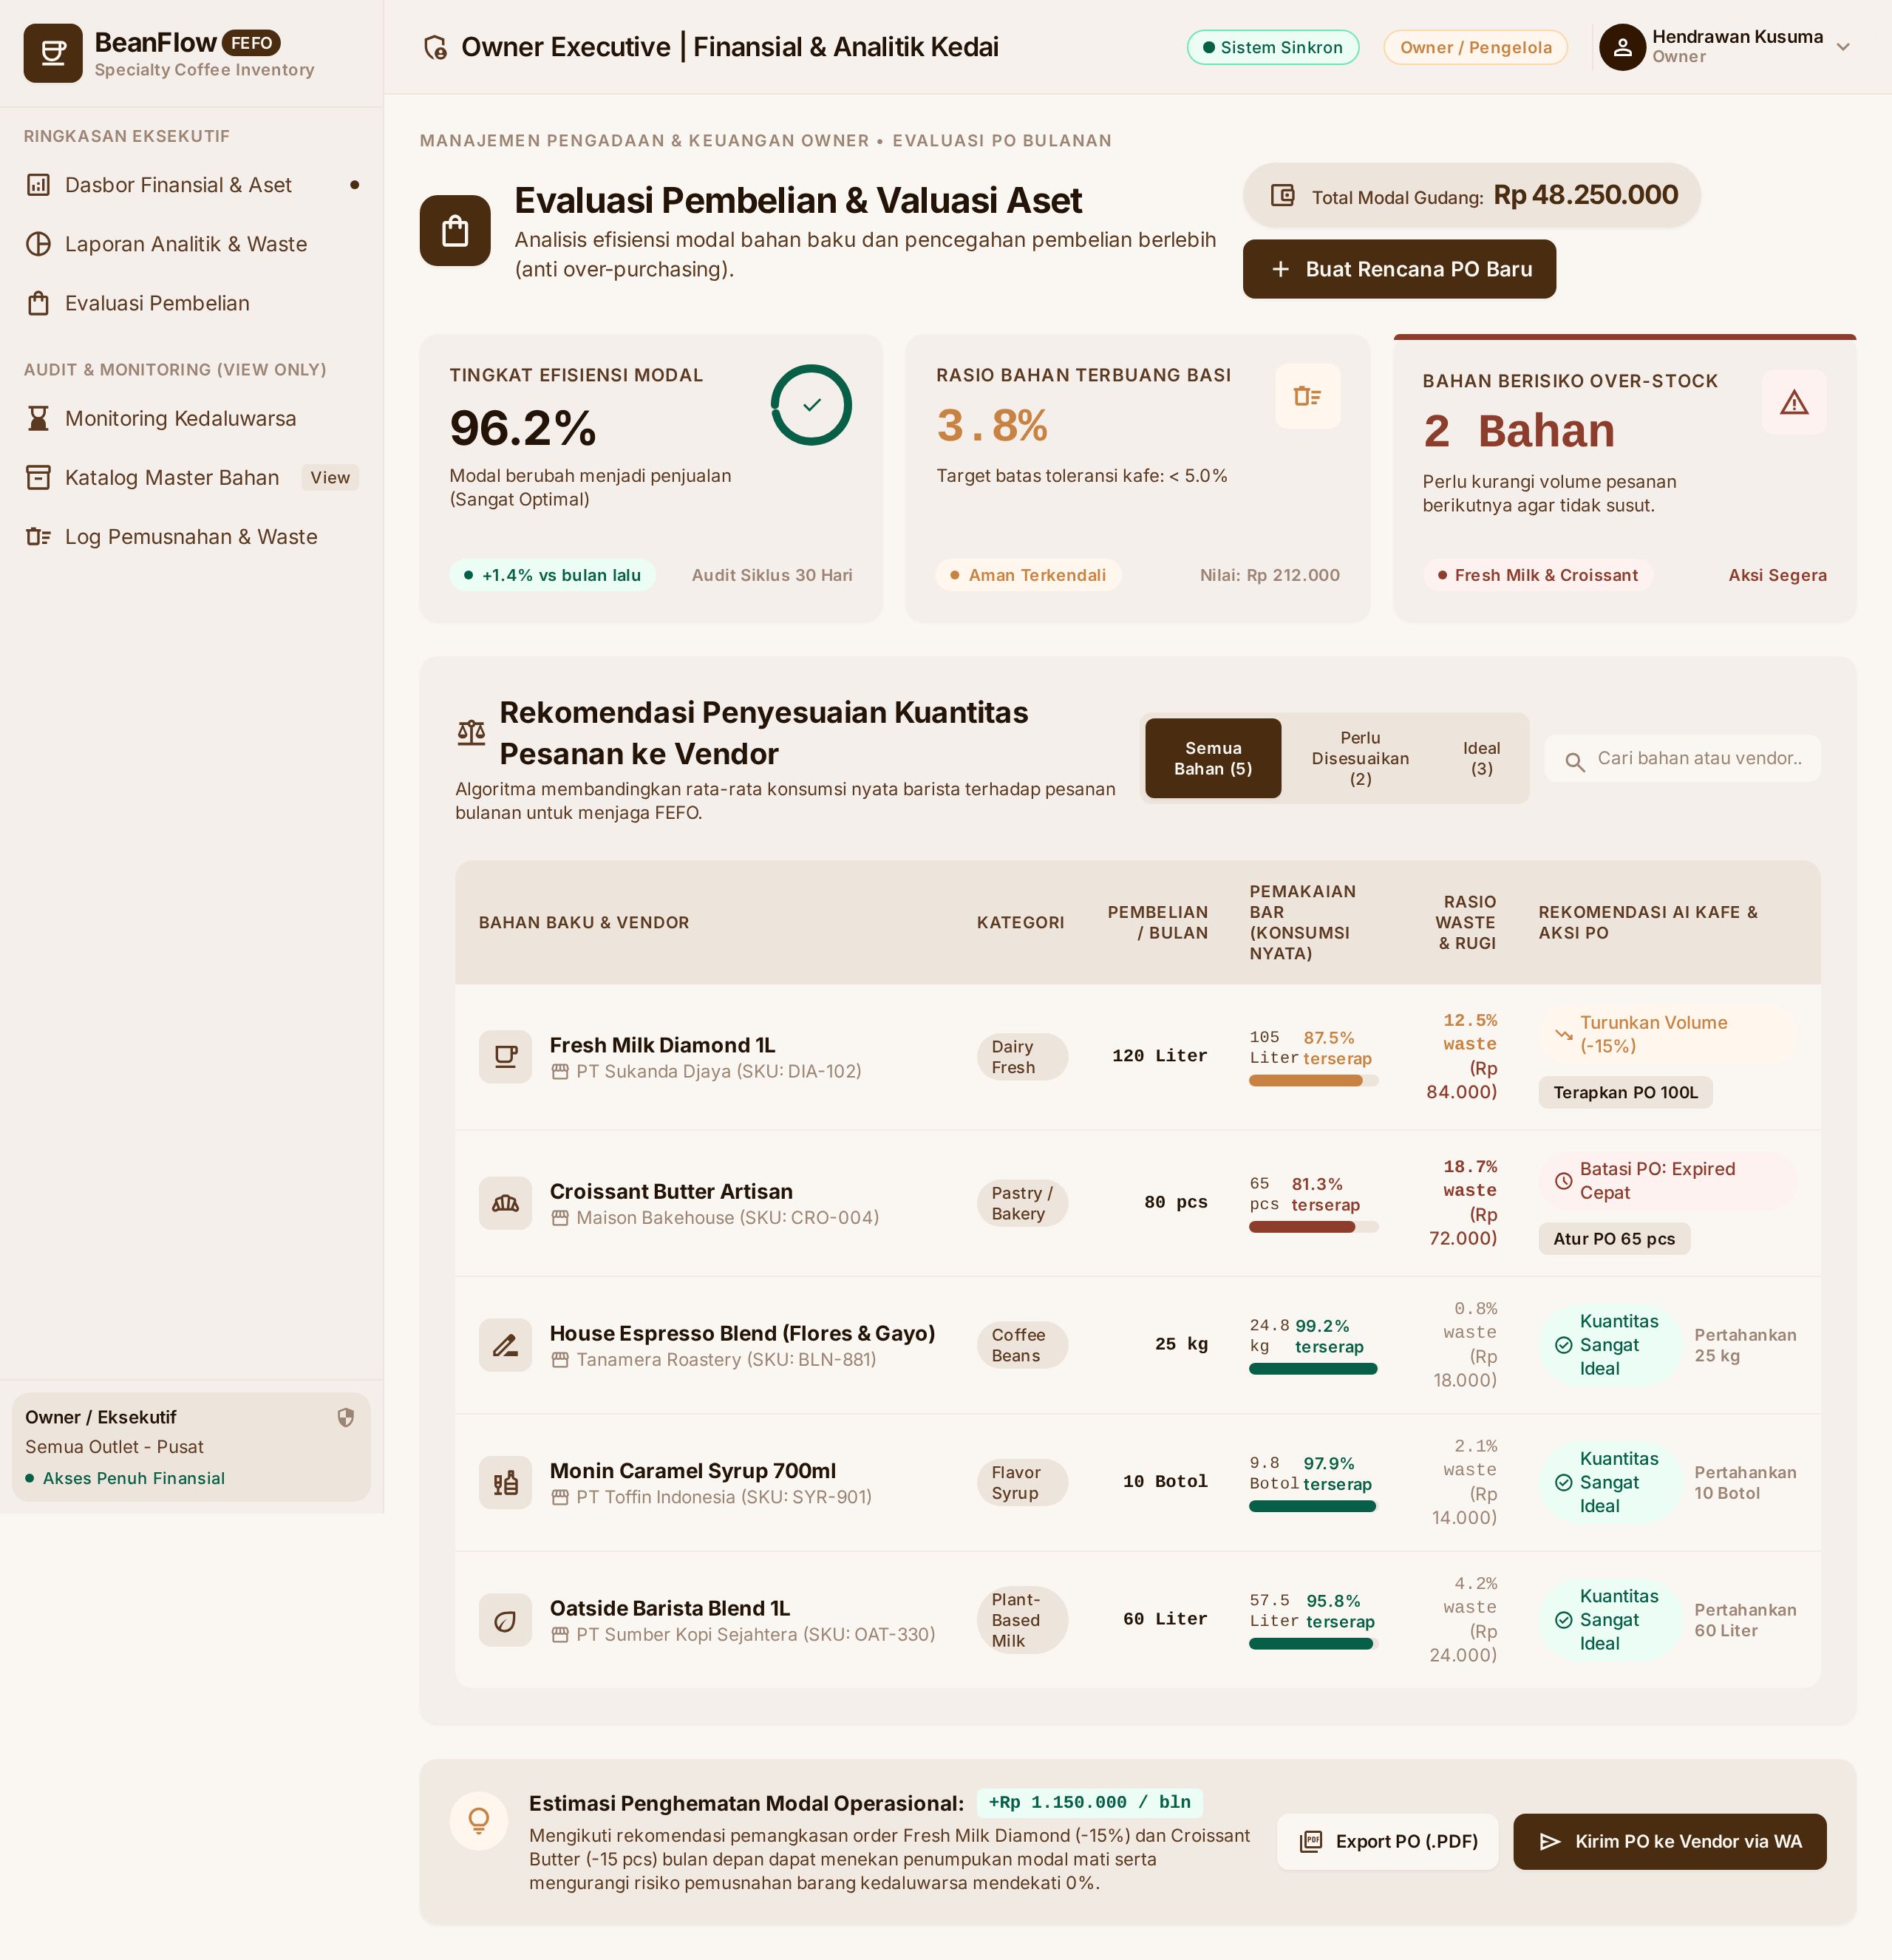 BeanFlow FEFO
Specialty Coffee Inventory
RINGKASAN EKSEKUTIF
Dasbor Finansial & Aset
Laporan Analitik & Waste
Evaluasi Pembelian
AUDIT & MONITORING (VIEW ONLY)
Monitoring Kedaluwarsa
Katalog Master Bahan View
Log Pemusnahan & Waste
Owner / Eksekutif
Semua Outlet - Pusat
Akses Penuh Finansial
Owner Executive | Finansial & Analitik Kedai
Sistem Sinkron
Owner / Pengelola
Hendrawan Kusuma
Owner
MANAJEMEN PENGADAAN & KEUANGAN OWNER • EVALUASI PO BULANAN
Evaluasi Pembelian & Valuasi Aset
Analisis efisiensi modal bahan baku dan pencegahan pembelian berlebih
(anti over-purchasing).
Total Modal Gudang: Rp 48.250.000
Buat Rencana PO Baru
TINGKAT EFISIENSI MODAL
96.2%
Modal berubah menjadi penjualan
(Sangat Optimal)
+1.4% vs bulan lalu
Audit Siklus 30 Hari
RASIO BAHAN TERBUANG BASI
3.8%
Target batas toleransi kafe: < 5.0%
Aman Terkendali
Nilai: Rp 212.000
BAHAN BERISIKO OVER-STOCK
2 Bahan
Perlu kurangi volume pesanan
berikutnya agar tidak susut.
Fresh Milk & Croissant
Aksi Segera
Rekomendasi Penyesuaian Kuantitas
Pesanan ke Vendor
Algoritma membandingkan rata-rata konsumsi nyata barista terhadap pesanan
bulanan untuk menjaga FEFO.
Semua
Bahan (5)
Perlu
Disesuaikan
(2)
Ideal
(3)
Cari bahan atau vendor..
BAHAN BAKU & VENDOR
KATEGORI
PEMBELIAN
/ BULAN
PEMAKAIAN
BAR
(KONSUMSI
NYATA)
RASIO
WASTE
& RUGI
REKOMENDASI AI KAFE &
AKSI PO
Fresh Milk Diamond 1L
PT Sukanda Djaya (SKU: DIA-102)
Dairy
Fresh
120 Liter
105
Liter
87.5%
terserap
12.5%
waste
(Rp
84.000)
Turunkan Volume
(-15%)
Terapkan PO 100L
Croissant Butter Artisan
Maison Bakehouse (SKU: CRO-004)
Pastry /
Bakery
80 pcs
65
pcs
81.3%
terserap
18.7%
waste
(Rp
72.000)
Batasi PO: Expired
Cepat
Atur PO 65 pcs
House Espresso Blend (Flores & Gayo)
Tanamera Roastery (SKU: BLN-881)
Coffee
Beans
25 kg
24.8
kg
99.2%
terserap
0.8%
waste
(Rp
18.000)
Kuantitas
Sangat
Ideal
Pertahankan
25 kg
Monin Caramel Syrup 700ml
PT Toffin Indonesia (SKU: SYR-901)
Flavor
Syrup
10 Botol
9.8
Botol
97.9%
terserap
2.1%
waste
(Rp
14.000)
Kuantitas
Sangat
Ideal
Pertahankan
10 Botol
Oatside Barista Blend 1L
PT Sumber Kopi Sejahtera (SKU: OAT-330)
Plant-
Based
Milk
60 Liter
57.5
Liter
95.8%
terserap
4.2%
waste
(Rp
24.000)
Kuantitas
Sangat
Ideal
Pertahankan
60 Liter
Estimasi Penghematan Modal Operasional: +Rp 1.150.000 / bln
Mengikuti rekomendasi pemangkasan order Fresh Milk Diamond (-15%) dan Croissant
Butter (-15 pcs) bulan depan dapat menekan penumpukan modal mati serta
mengurangi risiko pemusnahan barang kedaluwarsa mendekati 0%.
Export PO (.PDF)
Kirim PO ke Vendor via WA